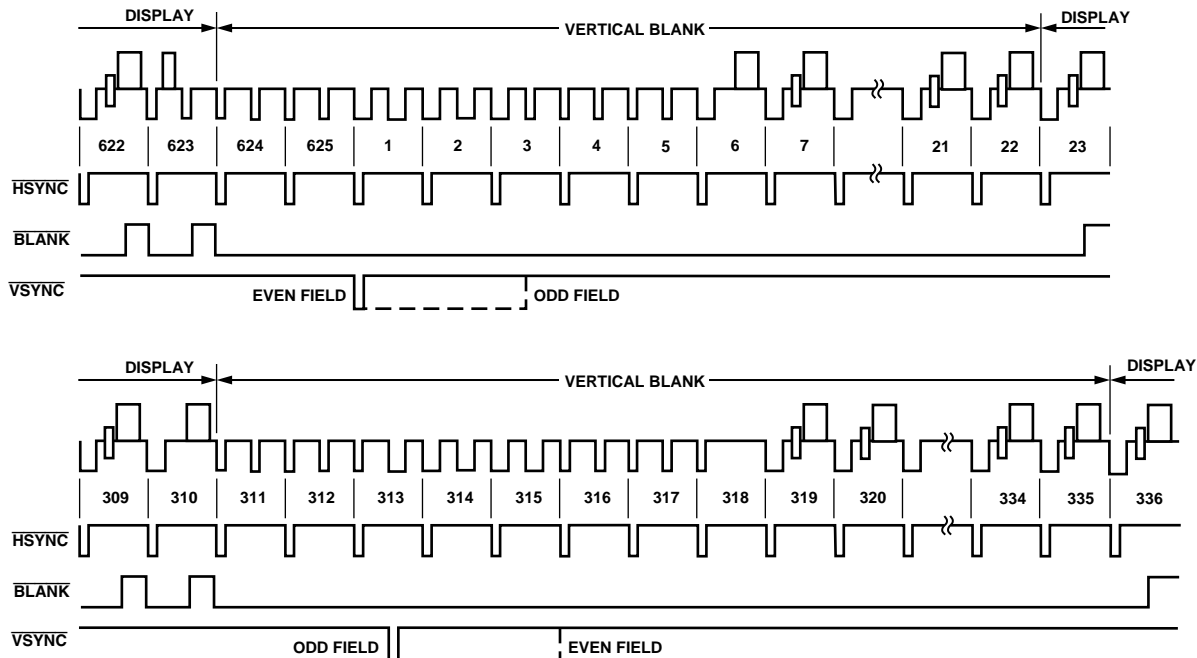 DISPLAY VERTICAL BLANK DISPLAY
622 623 624 625 1 2 3 4 5 6 7 21 22 23
HSYNC
BLANK
VSYNC
EVEN FIELD ODD FIELD
DISPLAY VERTICAL BLANK DISPLAY
309 310 311 312 313 314 315 316 317 318 319 320 334 335 336
HSYNC
BLANK
VSYNC
ODD FIELD EVEN FIELD